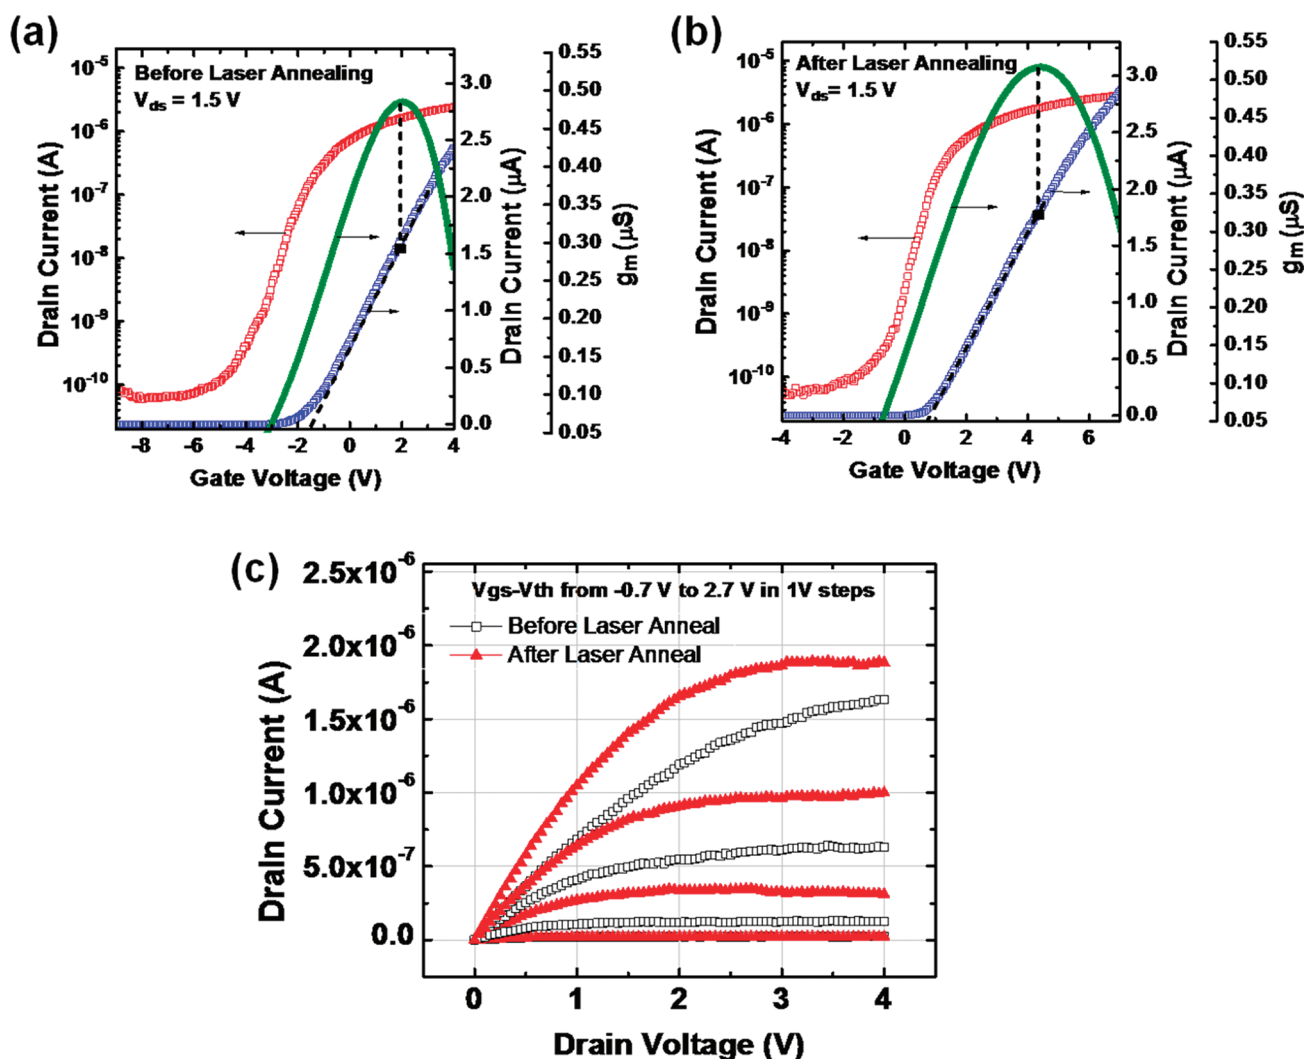 (a)
Before Laser Annealing
V_ds = 1.5 V
10^-5
10^-6
10^-7
10^-8
10^-9
10^-10
Drain Current (A)
-8 -6 -4 -2 0 2 4
Gate Voltage (V)
3.0
2.5
2.0
1.5
1.0
0.5
0.0
Drain Current (μA)
0.55
0.50
0.45
0.40
0.35
0.30
0.25
0.20
0.15
0.10
0.05
g_m (μS)
(b)
After Laser Annealing
V_ds = 1.5 V
10^-5
10^-6
10^-7
10^-8
10^-9
10^-10
Drain Current (A)
-4 -2 0 2 4 6
Gate Voltage (V)
3.0
2.5
2.0
1.5
1.0
0.5
0.0
Drain Current (μA)
0.55
0.50
0.45
0.40
0.35
0.30
0.25
0.20
0.15
0.10
0.05
g_m (μS)
(c)
Vgs-Vth from -0.7 V to 2.7 V in 1V steps
Before Laser Anneal
After Laser Anneal
2.5x10^-6
2.0x10^-6
1.5x10^-6
1.0x10^-6
5.0x10^-7
0.0
Drain Current (A)
0 1 2 3 4
Drain Voltage (V)